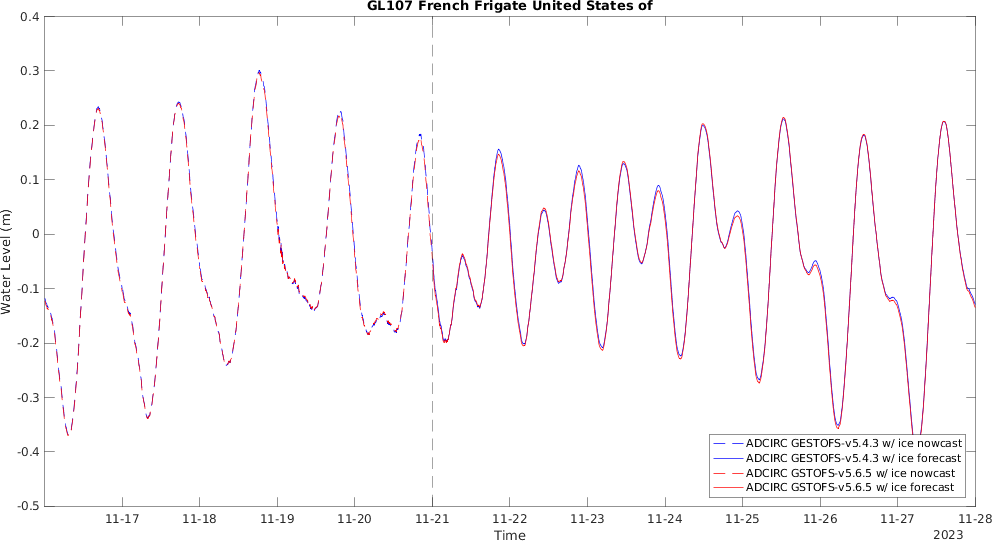 GL107 French Frigate United States of
0.4
0.3
0.2
0.1
0
-0.1
-0.2
-0.3
-0.4
-0.5
Water Level (m)
ADCIRC GESTOFS-v5.4.3 w/ ice nowcast
ADCIRC GESTOFS-v5.4.3 w/ ice forecast
ADCIRC GSTOFS-v5.6.5 w/ ice nowcast
ADCIRC GSTOFS-v5.6.5 w/ ice forecast
11-17 11-18 11-19 11-20 11-21 11-22 11-23 11-24 11-25 11-26 11-27 11-28
Time
2023